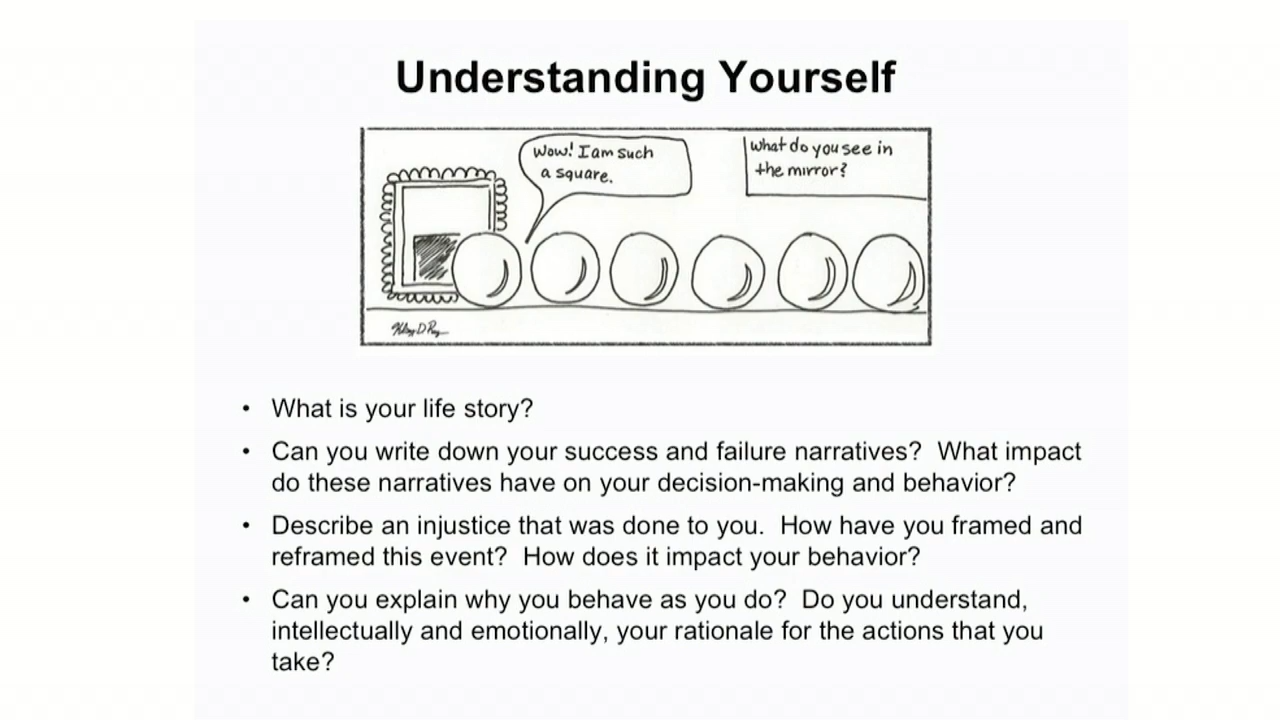 Understanding Yourself
Wow! I am such
a square.
What do you see in
the mirror?
• What is your life story?
• Can you write down your success and failure narratives?  What impact
do these narratives have on your decision-making and behavior?
• Describe an injustice that was done to you.  How have you framed and
reframed this event?  How does it impact your behavior?
• Can you explain why you behave as you do?  Do you understand,
intellectually and emotionally, your rationale for the actions that you
take?